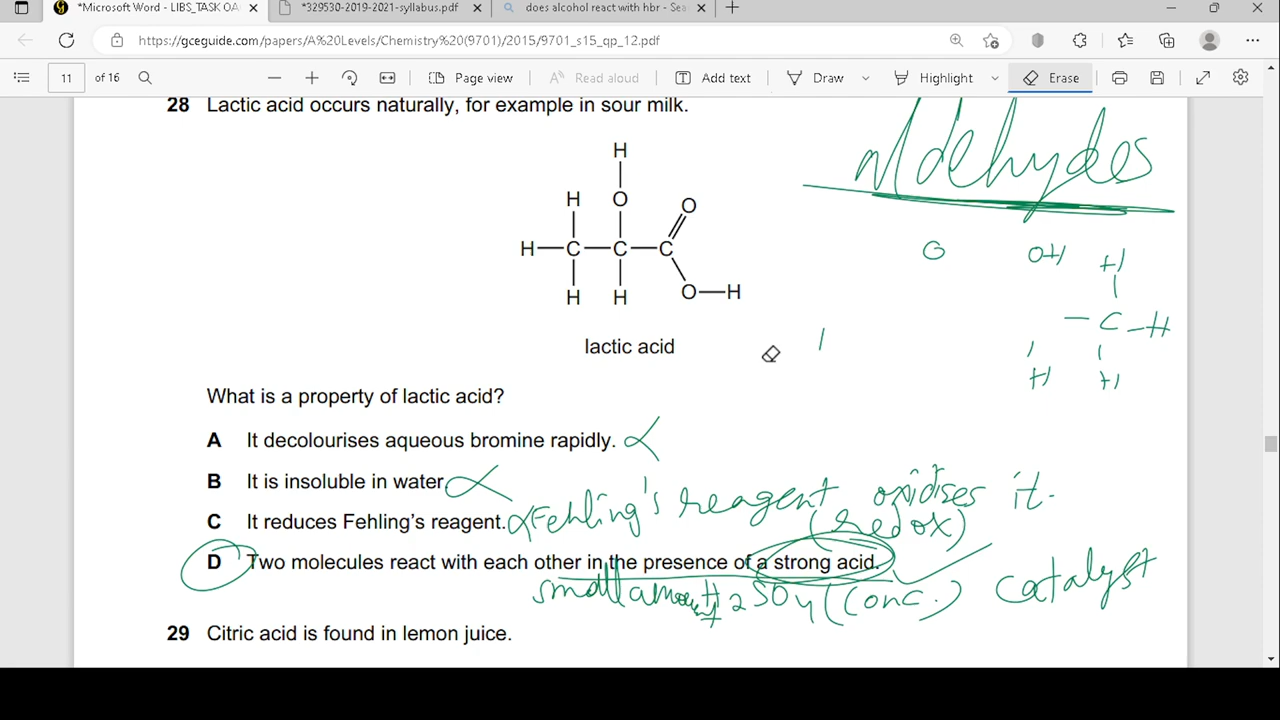 *Microsoft Word - LIBS_TASK OA
*329530-2019-2021-syllabus.pdf
does alcohol react with hbr - Sea
https://gceguide.com/papers/A%20Levels/Chemistry%20(9701)/2015/9701_s15_qp_12.pdf
11 of 16
Page view
Read aloud
Add text
Draw
Highlight
Erase
28 Lactic acid occurs naturally, for example in sour milk.
Aldehydes
H
H O O
H C C C
H H O H
O OH H
C H
H H
lactic acid
What is a property of lactic acid?
A It decolourises aqueous bromine rapidly.
B It is insoluble in water.
C It reduces Fehling's reagent. Fehling's reagent oxidises it.
(redox)
D Two molecules react with each other in the presence of a strong acid.
small amount H2SO4 (conc.) catalyst
29 Citric acid is found in lemon juice.